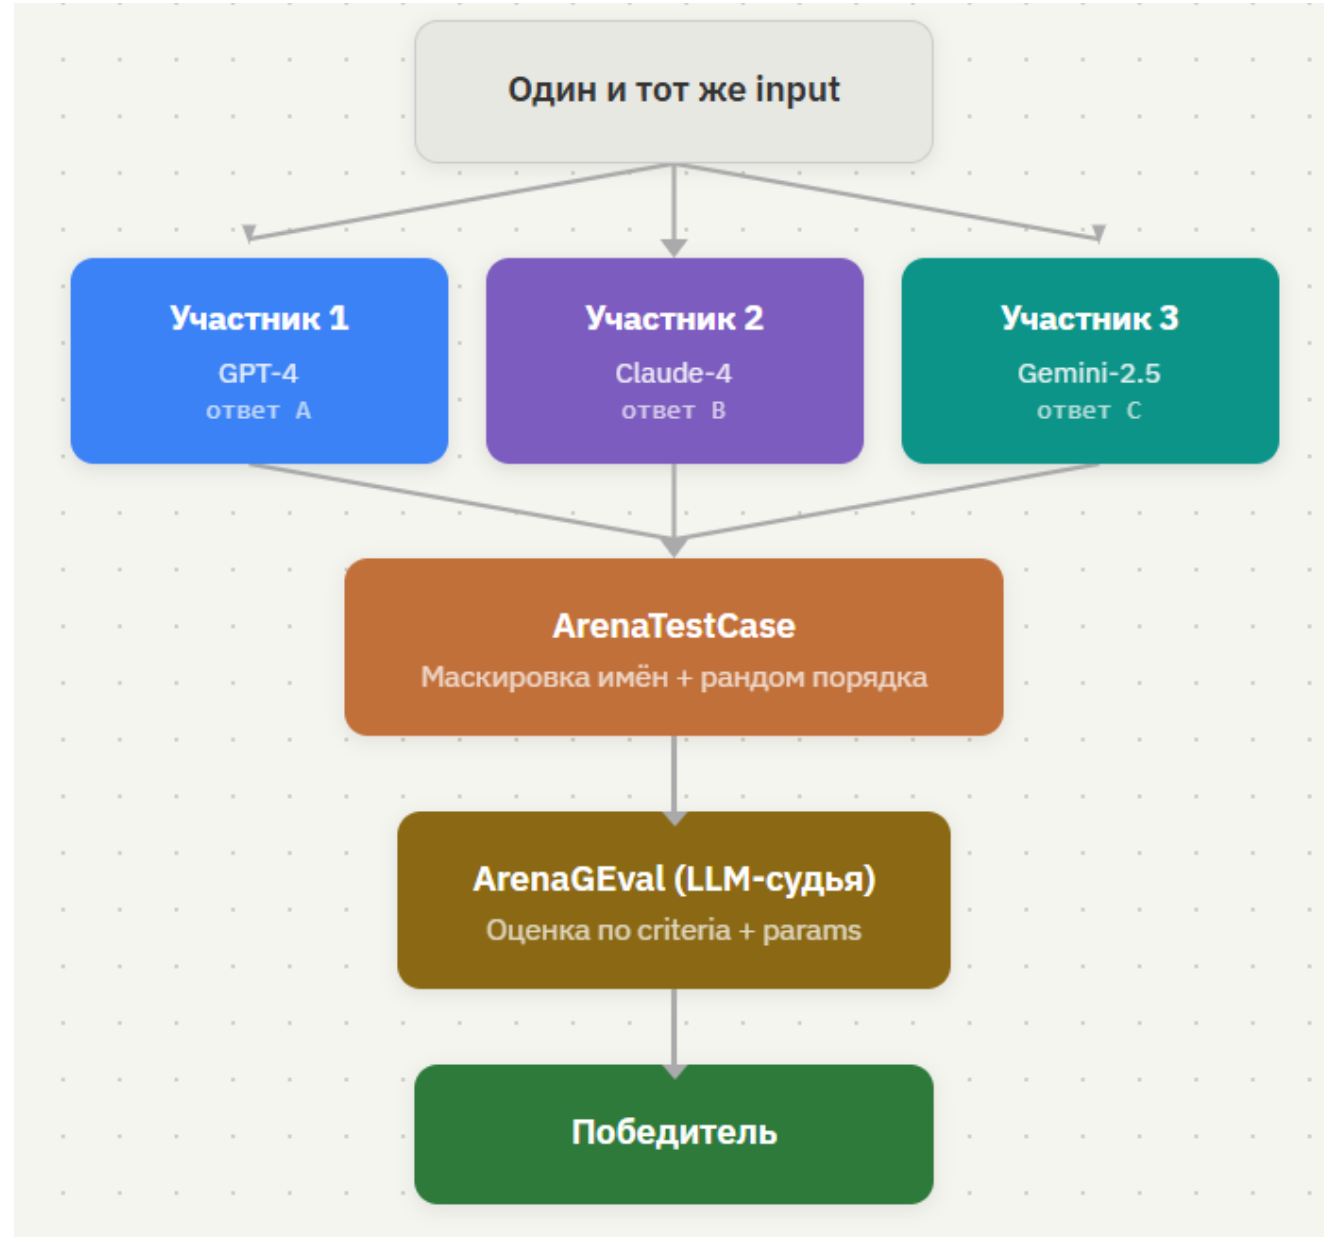 Один и тот же input
Участник 1
GPT-4
ответ A
Участник 2
Claude-4
ответ B
Участник 3
Gemini-2.5
ответ C
ArenaTestCase
Маскировка имён + рандом порядка
ArenaGEval (LLM-судья)
Оценка по criteria + params
Победитель